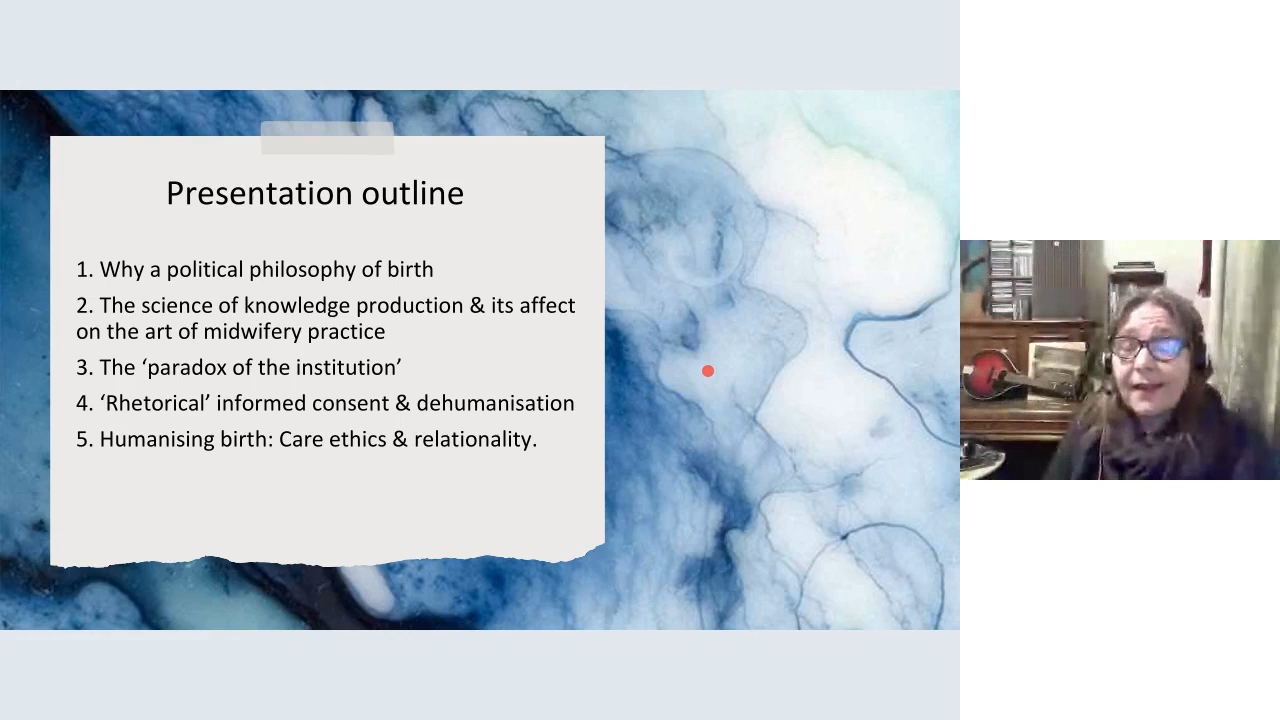 Presentation outline
1. Why a political philosophy of birth
2. The science of knowledge production & its affect
on the art of midwifery practice
3. The ‘paradox of the institution’
4. ‘Rhetorical’ informed consent & dehumanisation
5. Humanising birth: Care ethics & relationality.